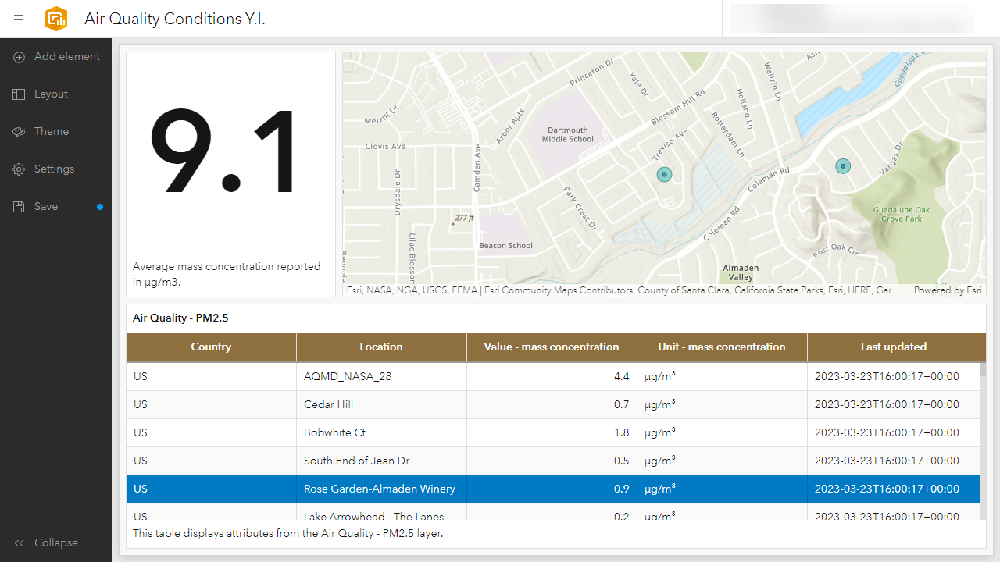 Air Quality Conditions Y.I.
Add element
Layout
Theme
Settings
Save
Collapse
9.1
Average mass concentration reported
in µg/m3.
Princeton Dr
Yale Dr
Merrill Dr
Arbor Apts
Blossom Hill Rd
Waltrip Ln
Holland Ln
Rotterdam Ln
Guadalupe
Dartmouth
Middle School
Treviso Ave
Clovis Ave
Camden Ave
Drysdale Dr
Coleman Rd
Vargas Dr
Park Crest Dr
277 ft
Guadalupe Oak
Grove Park
Coleman Rd
Lilac Blossom
Beacon School
Post Oak Cir
Almaden
Valley
Esri, NASA, NGA, USGS, FEMA | Esri Community Maps Contributors, County of Santa Clara, California State Parks, Esri, HERE, Gar... Powered by Esri
Air Quality - PM2.5
Country Location Value - mass concentration Unit - mass concentration Last updated
US AQMD_NASA_28 4.4 µg/m³ 2023-03-23T16:00:17+00:00
US Cedar Hill 0.7 µg/m³ 2023-03-23T16:00:17+00:00
US Bobwhite Ct 1.8 µg/m³ 2023-03-23T16:00:17+00:00
US South End of Jean Dr 0.5 µg/m³ 2023-03-23T16:00:17+00:00
US Rose Garden-Almaden Winery 0.9 µg/m³ 2023-03-23T16:00:17+00:00
US Lake Arrowhead - The Lanes 0.2 µg/m³ 2023-03-23T16:00:17+00:00
This table displays attributes from the Air Quality - PM2.5 layer.